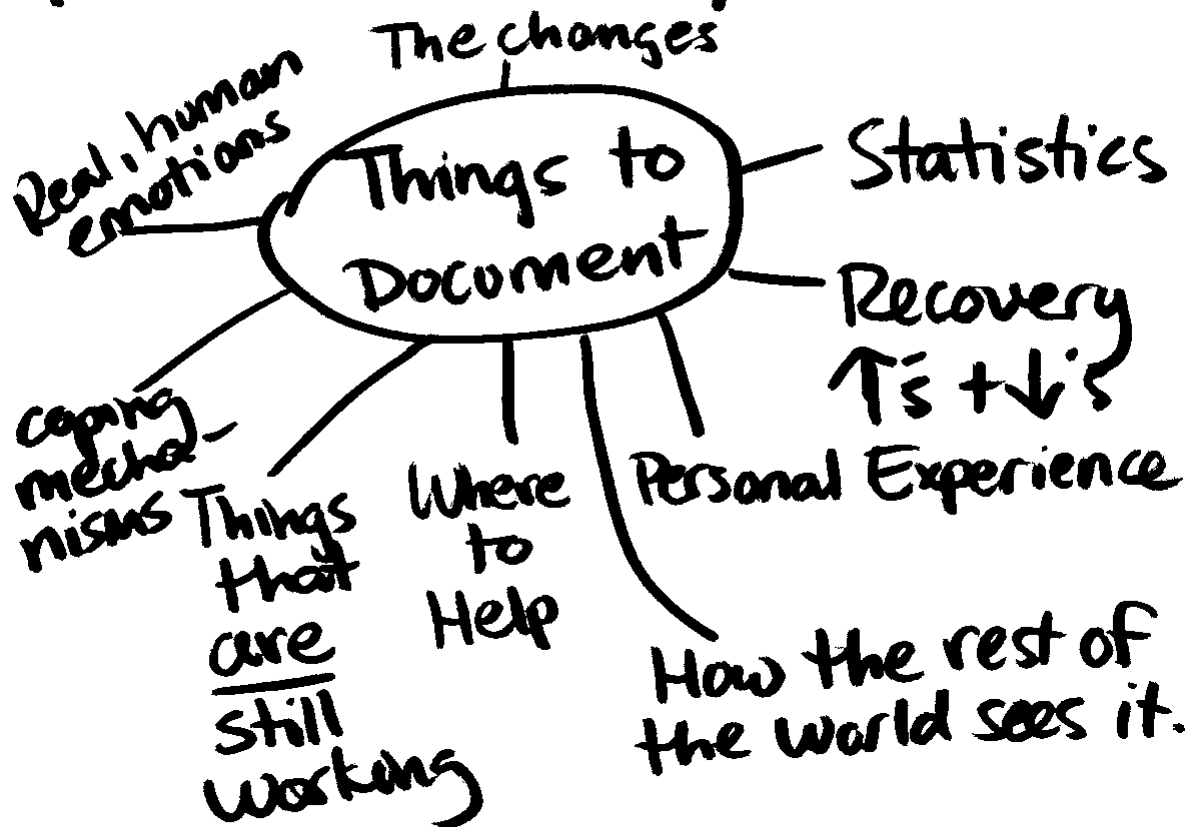 The changes
Real, human
emotions
Things to
Document
Statistics
Recovery
↑'s + ↓'s
Personal Experience
How the rest of
the world sees it.
Where
to
Help
Things
that
are
still
working
coping
mecha-
nisms